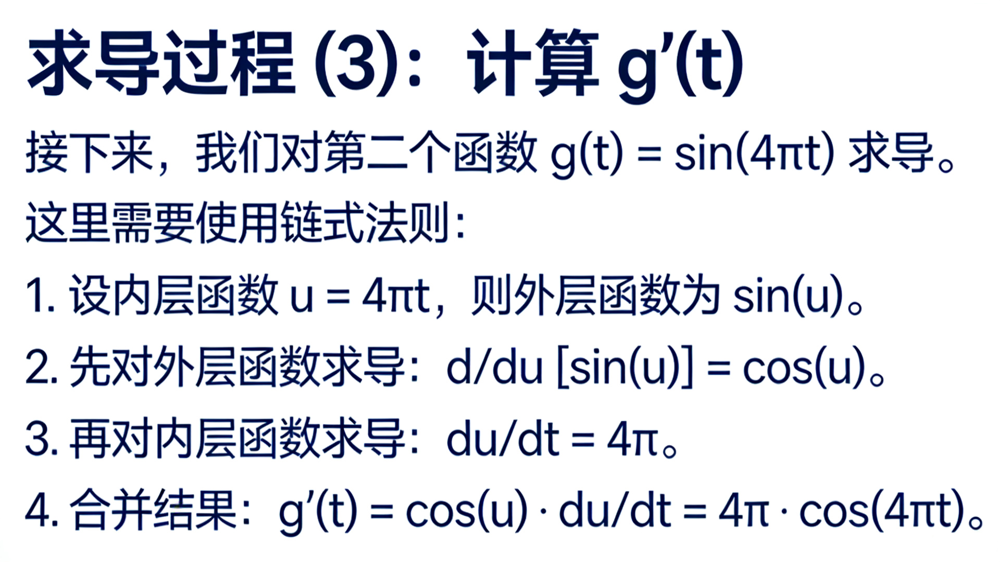 求导过程 (3)：计算 g’(t)
接下来，我们对第二个函数 g(t) = sin(4πt) 求导。
这里需要使用链式法则：
1. 设内层函数 u = 4πt，则外层函数为 sin(u)。
2. 先对外层函数求导：d/du [sin(u)] = cos(u)。
3. 再对内层函数求导：du/dt = 4π。
4. 合并结果：g’(t) = cos(u) · du/dt = 4π · cos(4πt)。